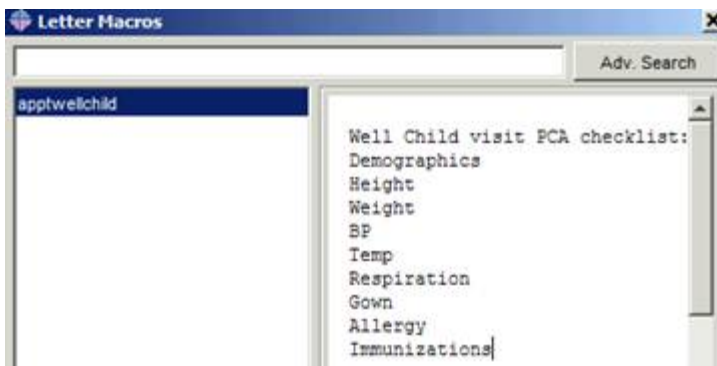 Letter Macros
Adv. Search
apptwellchild
Well Child visit PCA checklist:
Demographics
Height
Weight
BP
Temp
Respiration
Gown
Allergy
Immunizations